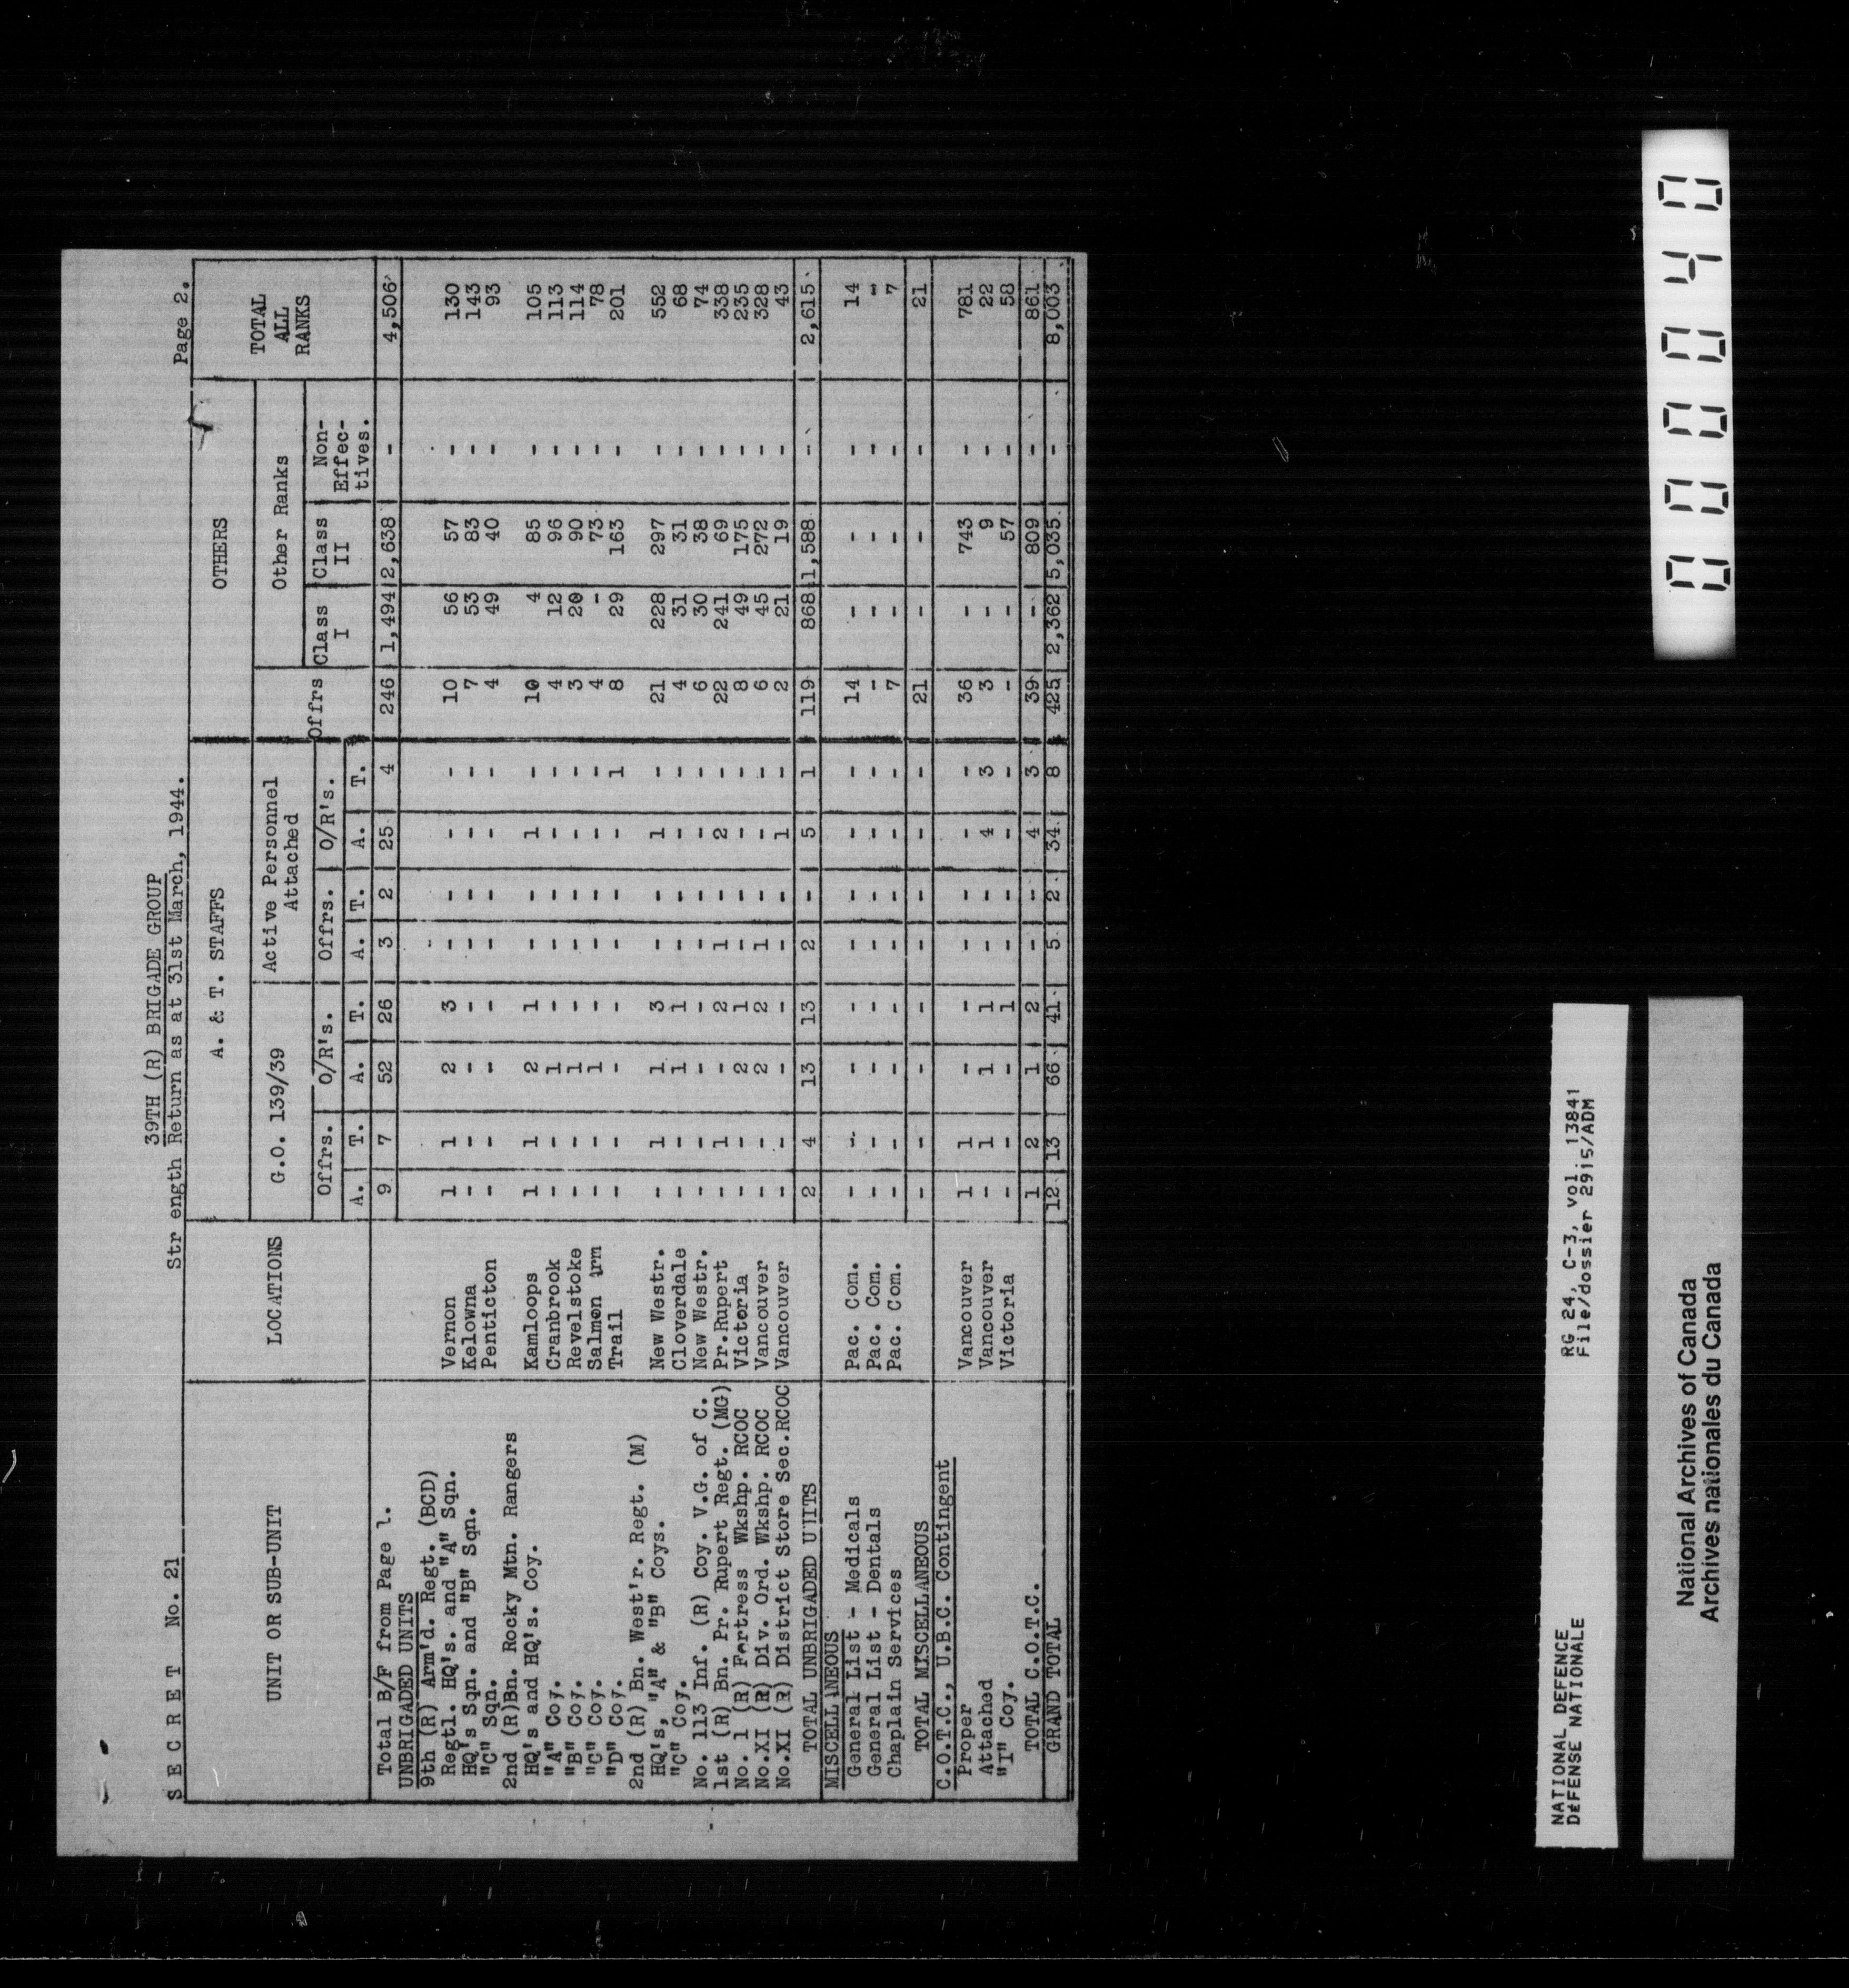 S E C R E T No. 21
39TH (R) BRIGADE GROUP
Str ength Return as at 31st March, 1944.
Page 2.
UNIT OR SUB-UNIT LOCATIONS A. & T. STAFFS OTHERS TOTAL ALL RANKS
G.O. 139/39 Active Personnel Attached Offrs Other Ranks
Offrs. O/R's. Offrs. O/R's. Class I Class II Non-Effec-tives.
A. T. A. T. A. T. A. T.
Total B/F from Page 1. 9 7 52 26 3 2 25 4 246 1,494 2,638 - 4,506
UNBRIGADED UNITS
9th (R) Arm'd. Regt. (BCD)
Regtl. HQ's. and "A" Sqn. Vernon 1 1 2 3 - - - - 10 56 57 - 130
HQ's Sqn. and "B" Sqn. Kelowna - - - - - - - - 7 53 83 - 143
"C" Sqn. Penticton - - - - - - - - 4 49 40 - 93
2nd (R)Bn. Rocky Mtn. Rangers
HQ's and HQ's. Coy. Kamloops 1 1 2 1 - - 1 - 10 4 85 - 105
"A" Coy. Cranbrook - - 1 - - - - - 4 12 96 - 113
"B" Coy. Revelstoke - - 1 - - - - - 3 20 90 - 114
"C" Coy. Salmon Arm - - 1 - - - - - 4 - 73 - 78
"D" Coy. Trail - - - - - - - 1 8 29 163 - 201
2nd (R) Bn. West'r. Regt. (M)
HQ's, "A" & "B" Coys. New Westr. - 1 1 3 - - 1 - 21 228 297 - 552
"C" Coy. Cloverdale - - 1 1 - - - - 4 31 31 - 68
No. 113 Inf. (R) Coy. V.G. of C. New Westr. - - - - - - - - 6 30 38 - 74
1st (R) Bn. Pr. Rupert Regt. (MG) Pr.Rupert - 1 - 2 1 - 2 - 22 241 69 - 338
No. 1 (R) Fortress Wkshp. RCOC Victoria - - 2 1 - - - - 8 49 175 - 235
No.XI (R) Div. Ord. Wkshp. RCOC Vancouver - - 2 2 1 - - - 6 45 272 - 328
No.XI (R) District Store Sec.RCOC Vancouver - - - - - - 1 - 2 21 19 - 43
TOTAL UNBRIGADED UNITS 2 4 13 13 2 - 5 1 119 868 1,588 - 2,615
MISCELLANEOUS
General List - Medicals Pac. Com. - - - - - - - - 14 - - - 14
General List - Dentals Pac. Com. - - - - - - - - - - - - -
Chaplain Services Pac. Com. - - - - - - - - 7 - - - 7
TOTAL MISCELLANEOUS - - - - - - - - 21 - - - 21
C.O.T.C., U.B.C. Contingent
Proper Vancouver 1 1 - - - - - - 36 - 743 - 781
Attached Vancouver - 1 1 1 - - 4 3 3 - 9 - 22
"I" Coy. Victoria - - - 1 - - - - - - 57 - 58
TOTAL C.O.T.C. 1 2 1 2 - - 4 3 39 - 809 - 861
GRAND TOTAL 12 13 66 41 5 2 34 8 425 2,362 5,035 - 8,003
NATIONAL DEFENCE RG 24, C-3, vol. 13841
DÉFENSE NATIONALE File/dossier 2915/ADM
National Archives of Canada
Archives nationales du Canada
000040